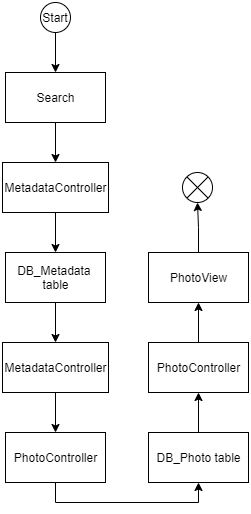 Start
Search
MetadataController
DB_Metadata
table
MetadataController
PhotoController
DB_Photo table
PhotoController
PhotoView